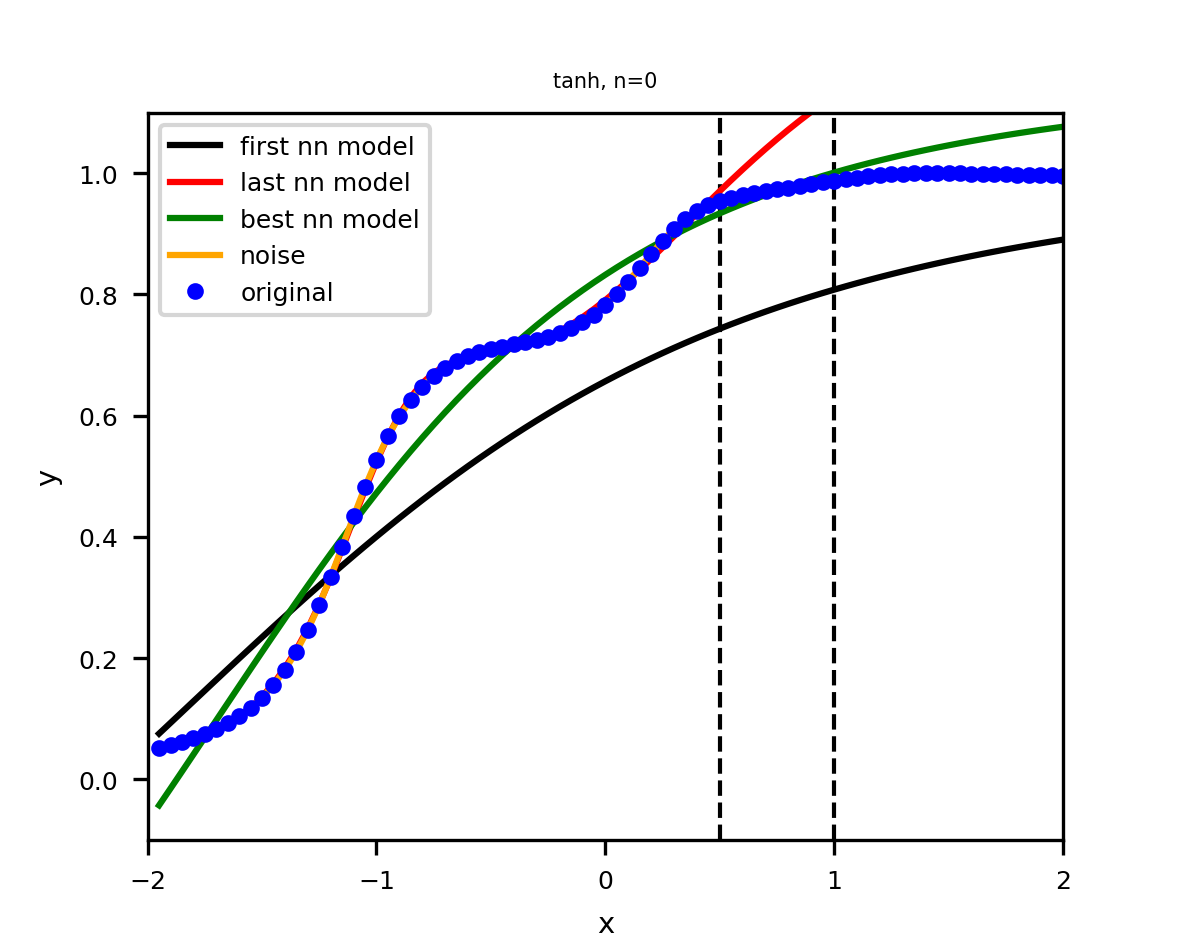 tanh, n=0
first nn model
last nn model
best nn model
noise
original
1.0
0.8
0.6
0.4
0.2
0.0
y
−2
−1
0
1
2
x